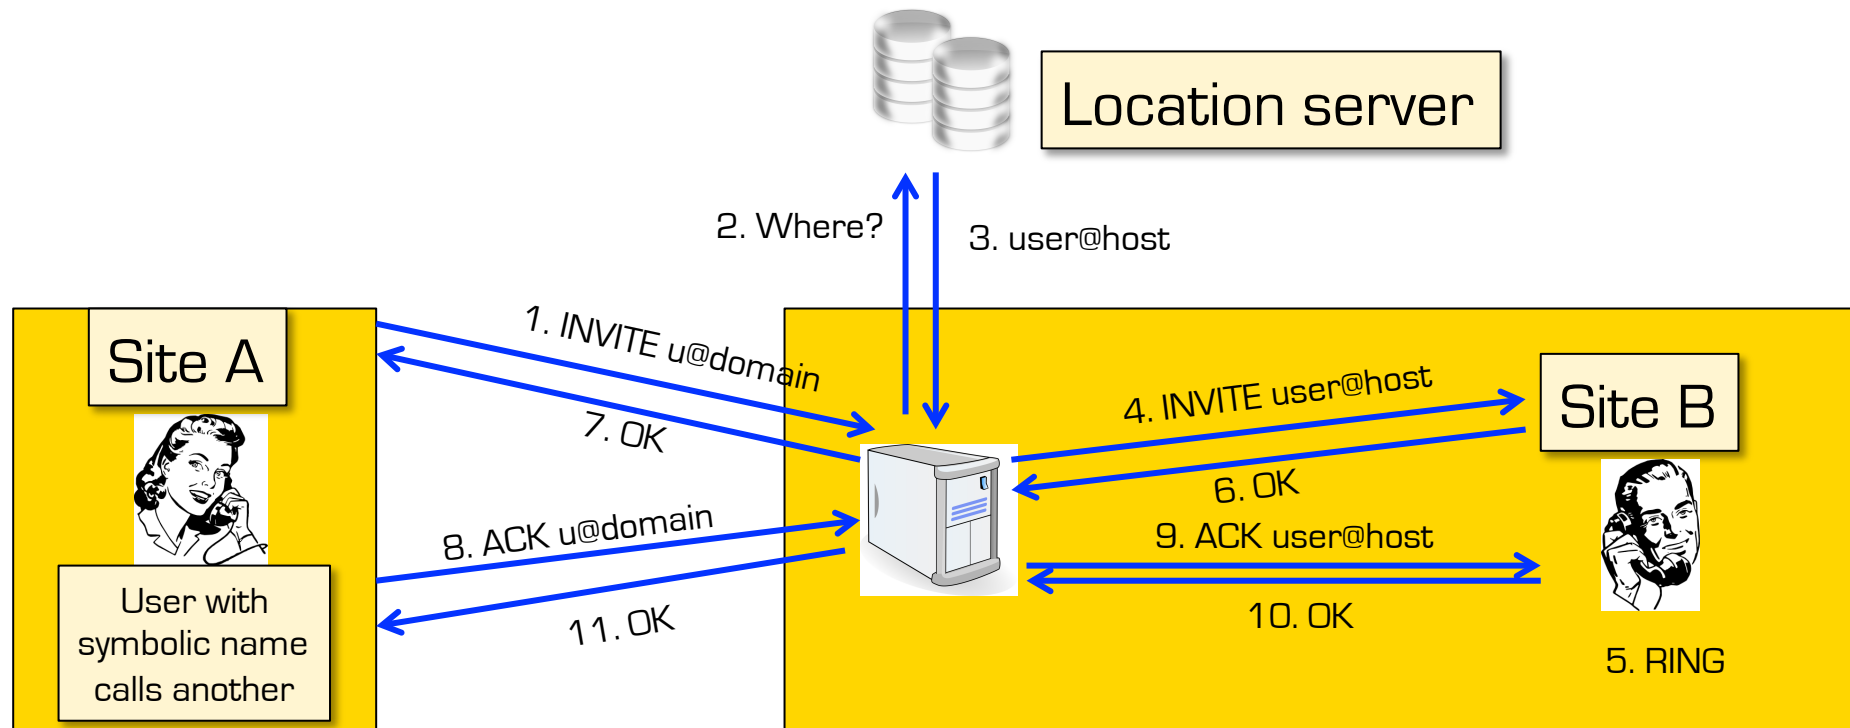 Location server
2. Where?
3. user@host
Site A
1. INVITE u@domain
7. OK
4. INVITE user@host
Site B
6. OK
8. ACK u@domain
9. ACK user@host
11. OK
10. OK
User with
symbolic name
calls another
5. RING